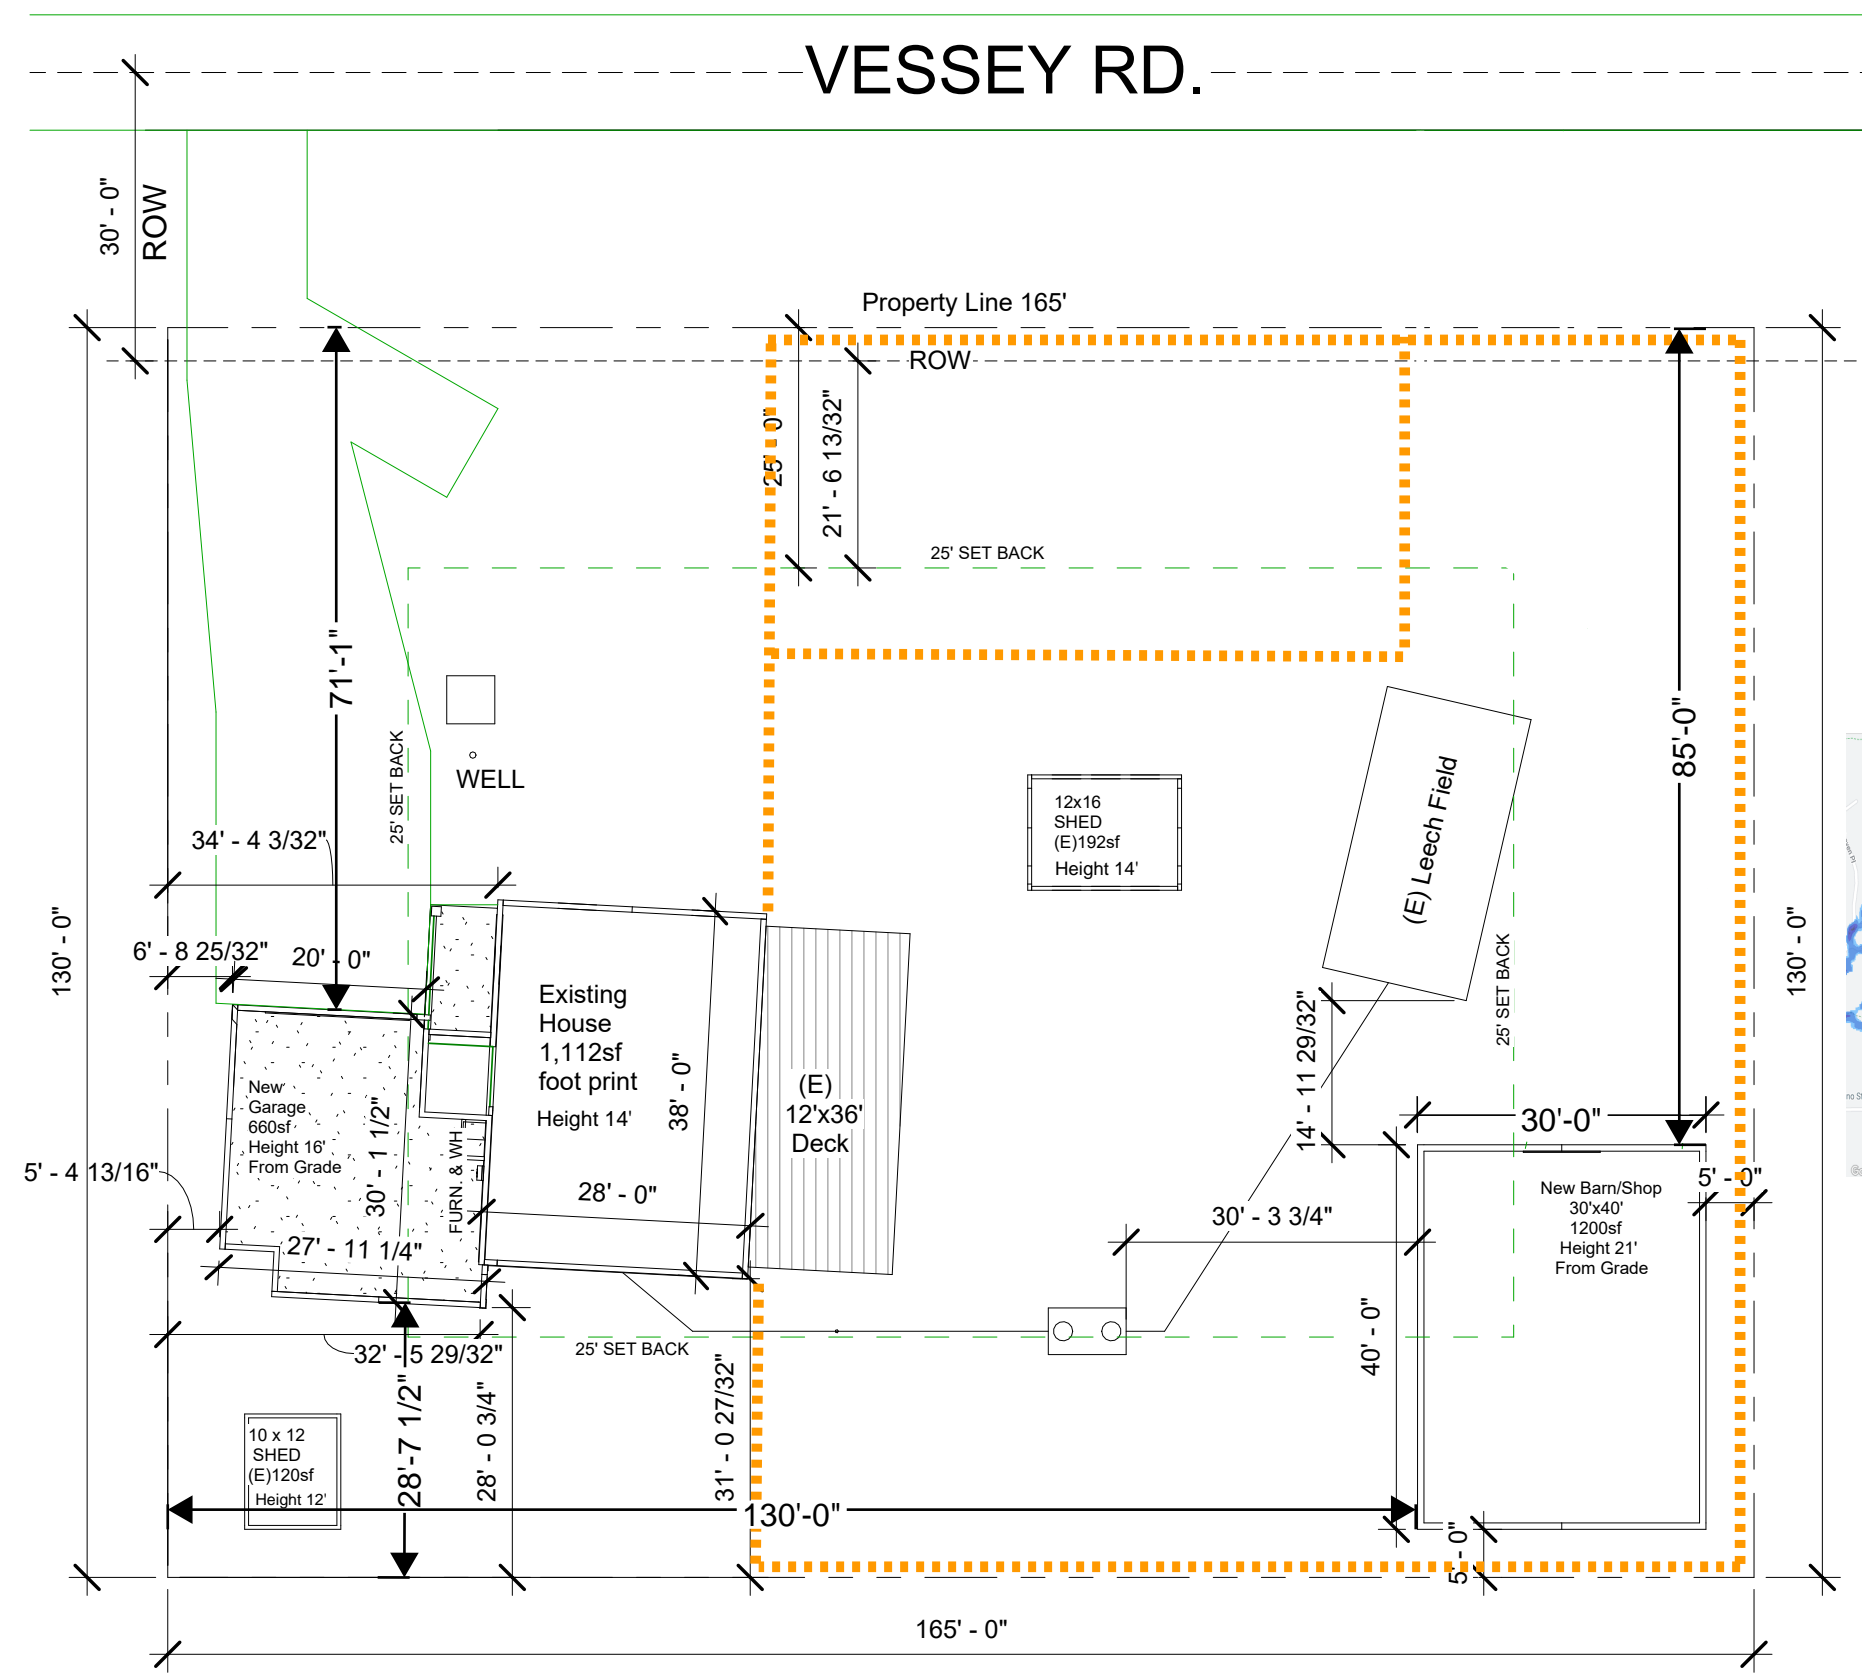 VESSEY RD.
30' - 0"
ROW
Property Line 165'
ROW
25' - 0"
21' - 6 13/32"
25' SET BACK
71'-1"
85'-0"
25' SET BACK
WELL
12x16
SHED
(E)192sf
Height 14'
(E) Leech Field
34' - 4 3/32"
130' - 0"
6' - 8 25/32"
20' - 0"
130' - 0"
25' SET BACK
Existing
House
1,112sf
foot print
Height 14'
38' - 0"
28' - 0"
(E)
12'x36'
Deck
14' - 11 29/32"
New
Garage
660sf
Height 16'
From Grade
30' - 1 1/2"
FURN. & WH
5' - 4 13/16"
27' - 11 1/4"
30'-0"
5' - 0"
New Barn/Shop
30'x40'
1200sf
Height 21'
From Grade
30' - 3 3/4"
40' - 0"
32' - 5 29/32"
25' SET BACK
28'-7 1/2"
28' - 0 3/4"
31' - 0 27/32"
10 x 12
SHED
(E)120sf
Height 12'
130'-0"
5' - 0"
165' - 0"